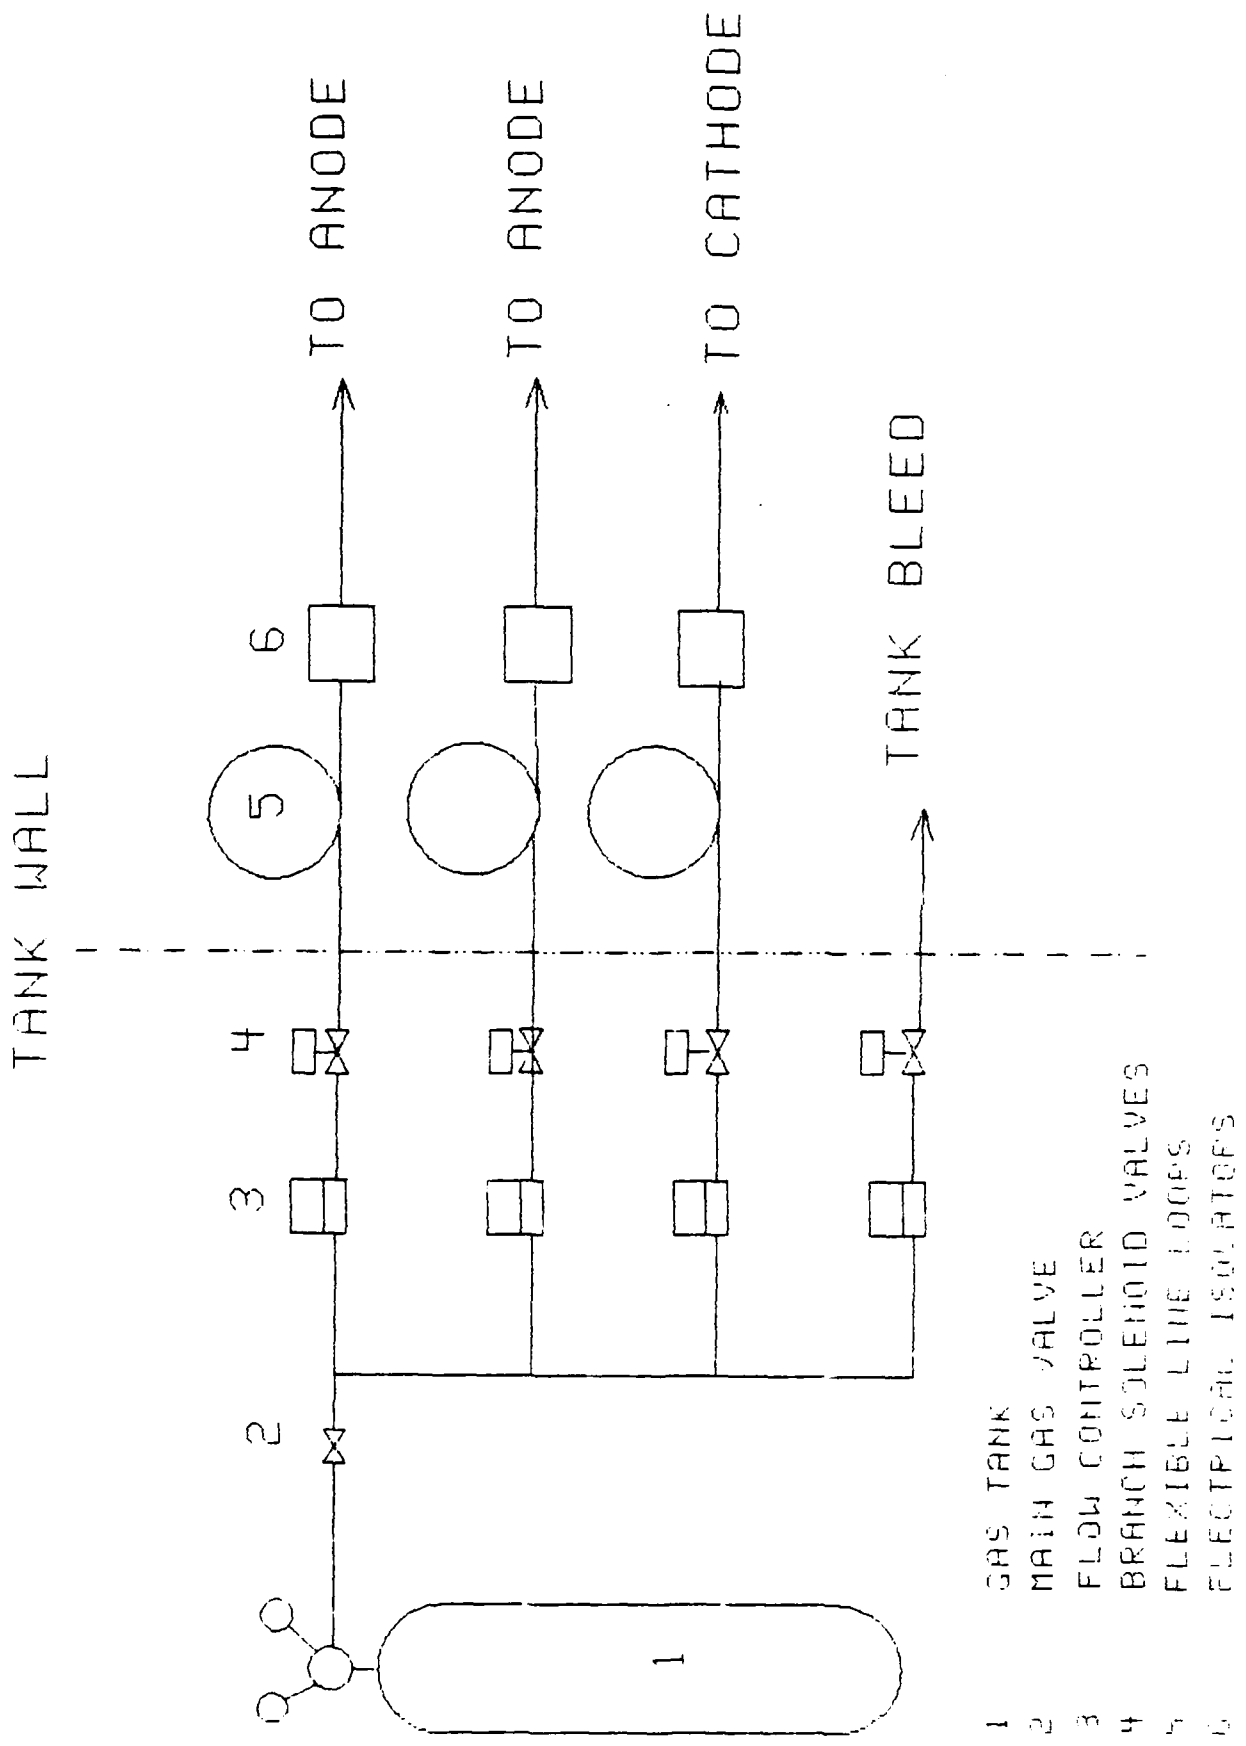 TANK WALL
2
3
4
5
6
1
TO ANODE
TO ANODE
TO CATHODE
TANK BLEED
1 GAS TANK
2 MAIN GAS VALVE
3 FLOW CONTROLLER
4 BRANCH SOLENOID VALVES
5 FLEXIBLE LINE LOOPS
6 ELECTRICAL ISOLATORS